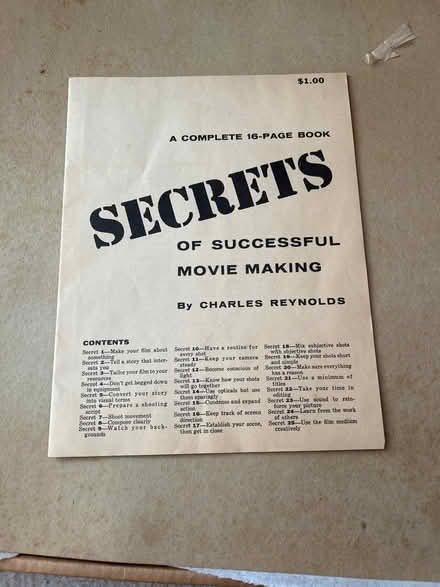 $1.00
A COMPLETE 16-PAGE BOOK
SECRETS
OF SUCCESSFUL
MOVIE MAKING
By CHARLES REYNOLDS
CONTENTS
Secret 1—Make your film about
something
Secret 2—Tell a story that inter-
ests you
Secret 3—Tailor your film to your
resources
Secret 4—Don't get bogged down
in equipment
Secret 5—Convert your story
into visual terms
Secret 6—Prepare a shooting
script
Secret 7—Shoot movement
Secret 8—Compose clearly
Secret 9—Watch your back-
grounds
Secret 10—Have a routine for
every shot
Secret 11—Keep your camera
steady
Secret 12—Become conscious of
light
Secret 13—Know how your shots
will go together
Secret 14—Use opticals but use
them sparingly
Secret 15—Condense and expand
action
Secret 16—Keep track of screen
direction
Secret 17—Establish your scene,
then get in close
Secret 18—Mix subjective shots
with objective shots
Secret 19—Keep your shots short
and simple
Secret 20—Make sure everything
has a reason
Secret 21—Use a minimum of
titles
Secret 22—Take your time in
editing
Secret 23—Use sound to rein-
force your picture
Secret 24—Learn from the work
of others
Secret 25—Use the film medium
creatively